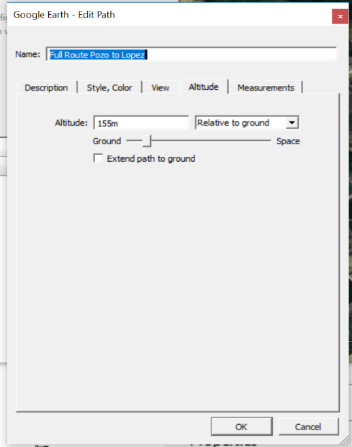 Google Earth - Edit Path
Name: Full Route Pozo to Lopez
Description Style, Color View Altitude Measurements
Altitude: 155m Relative to ground
Ground Space
Extend path to ground
OK Cancel